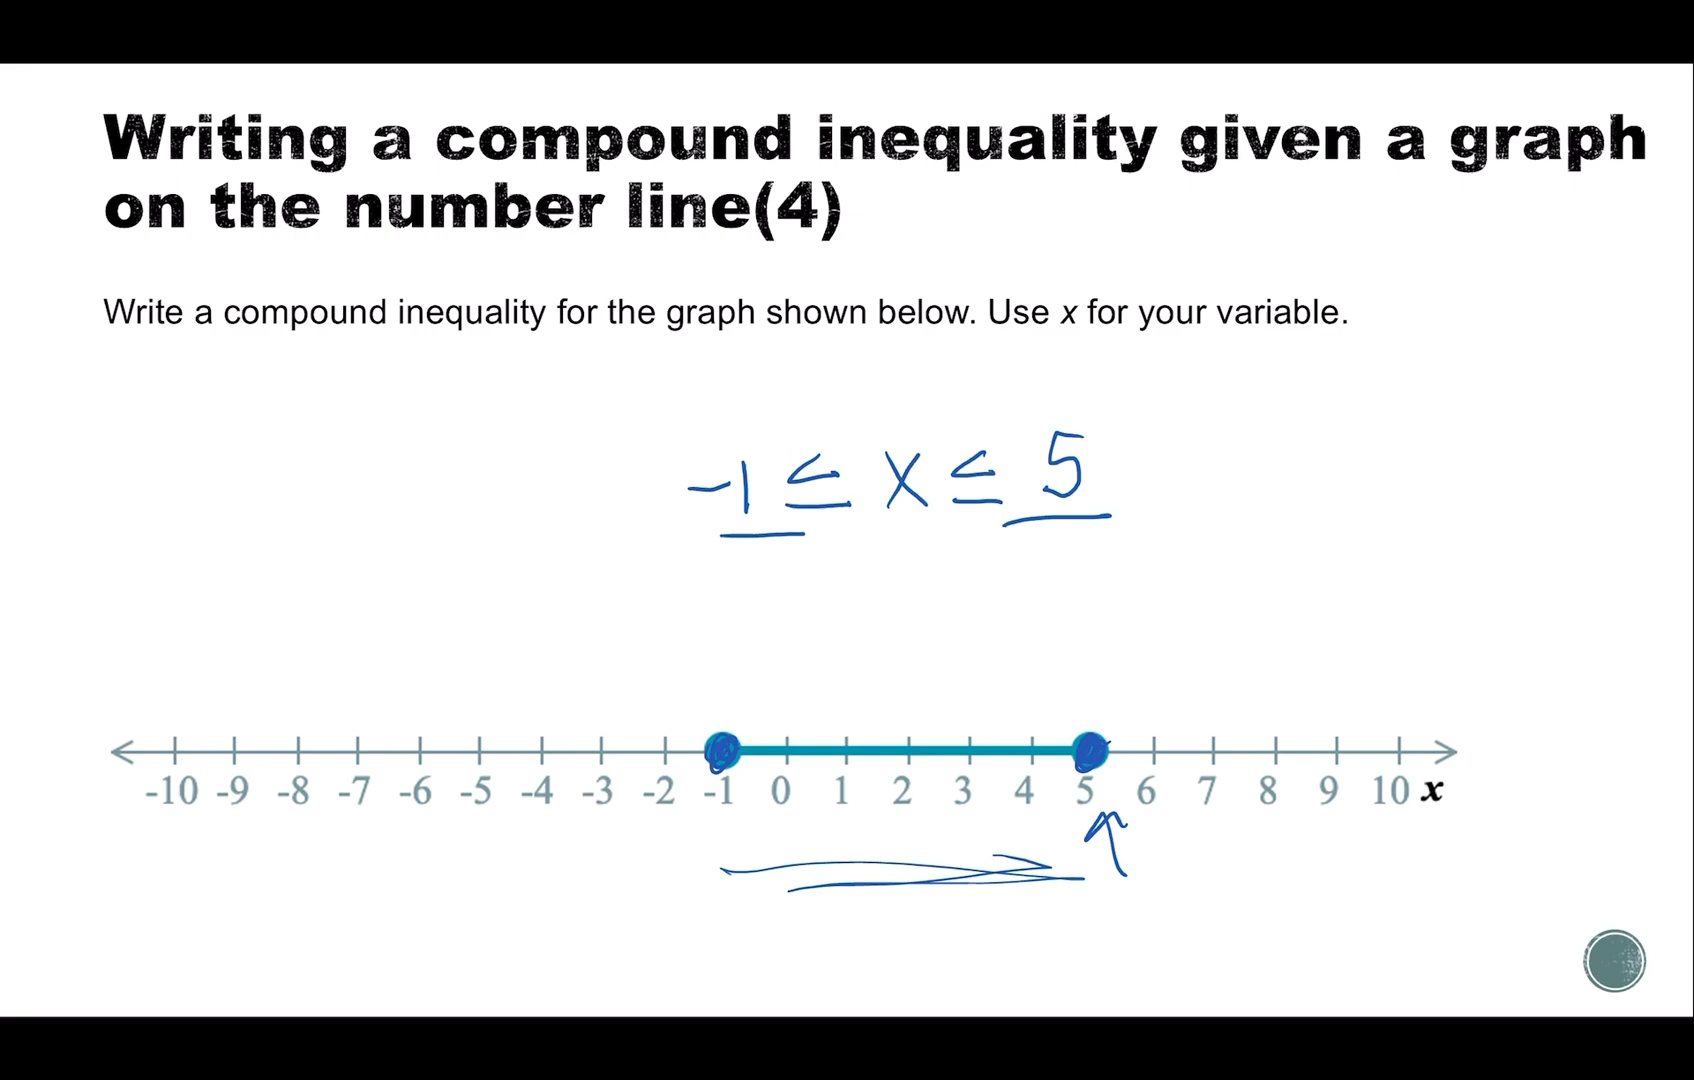 Writing a compound inequality given a graph
on the number line(4)
Write a compound inequality for the graph shown below. Use x for your variable.
-1 ≤ x ≤ 5
-10 -9 -8 -7 -6 -5 -4 -3 -2 -1 0 1 2 3 4 5 6 7 8 9 10 x